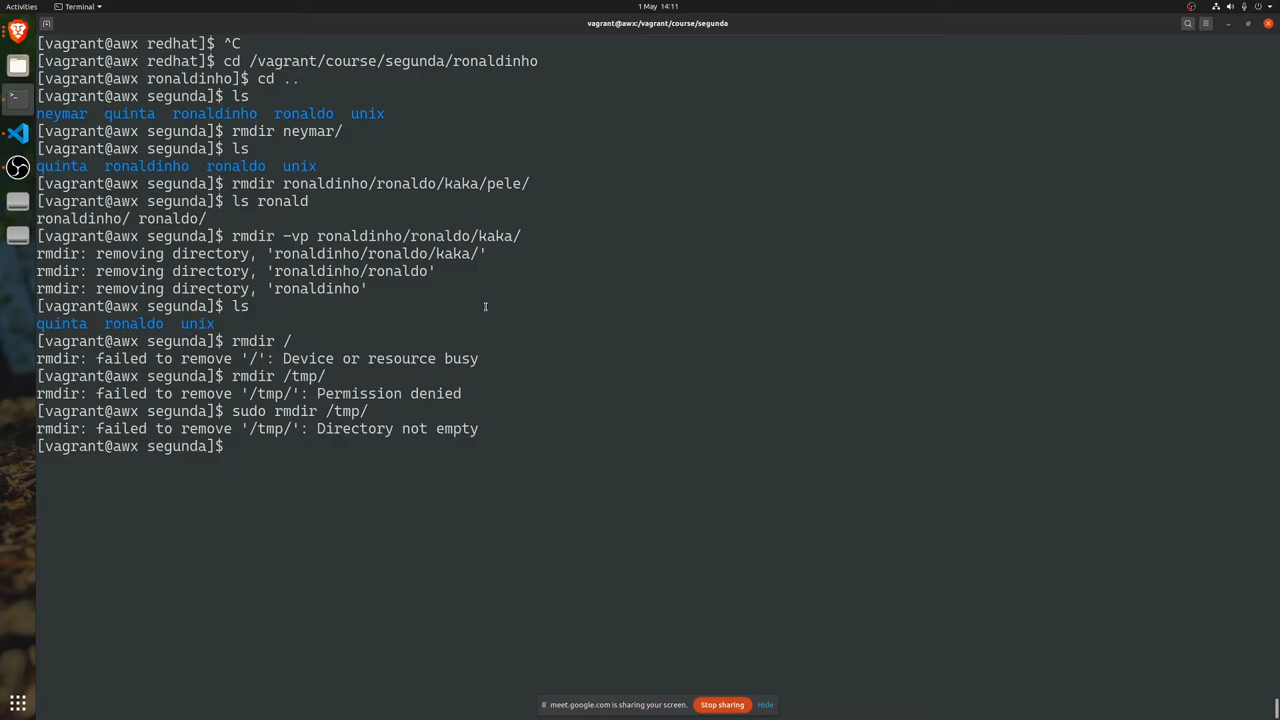 Activities
Terminal
1 May 14:11
vagrant@awx:/vagrant/course/segunda
[vagrant@awx redhat]$ ^C
[vagrant@awx redhat]$ cd /vagrant/course/segunda/ronaldinho
[vagrant@awx ronaldinho]$ cd ..
[vagrant@awx segunda]$ ls
neymar quinta ronaldinho ronaldo unix
[vagrant@awx segunda]$ rmdir neymar/
[vagrant@awx segunda]$ ls
quinta ronaldinho ronaldo unix
[vagrant@awx segunda]$ rmdir ronaldinho/ronaldo/kaka/pele/
[vagrant@awx segunda]$ ls ronald
ronaldinho/ ronaldo/
[vagrant@awx segunda]$ rmdir -vp ronaldinho/ronaldo/kaka/
rmdir: removing directory, 'ronaldinho/ronaldo/kaka/'
rmdir: removing directory, 'ronaldinho/ronaldo'
rmdir: removing directory, 'ronaldinho'
[vagrant@awx segunda]$ ls
quinta ronaldo unix
[vagrant@awx segunda]$ rmdir /
rmdir: failed to remove '/': Device or resource busy
[vagrant@awx segunda]$ rmdir /tmp/
rmdir: failed to remove '/tmp/': Permission denied
[vagrant@awx segunda]$ sudo rmdir /tmp/
rmdir: failed to remove '/tmp/': Directory not empty
[vagrant@awx segunda]$
meet.google.com is sharing your screen. Stop sharing Hide